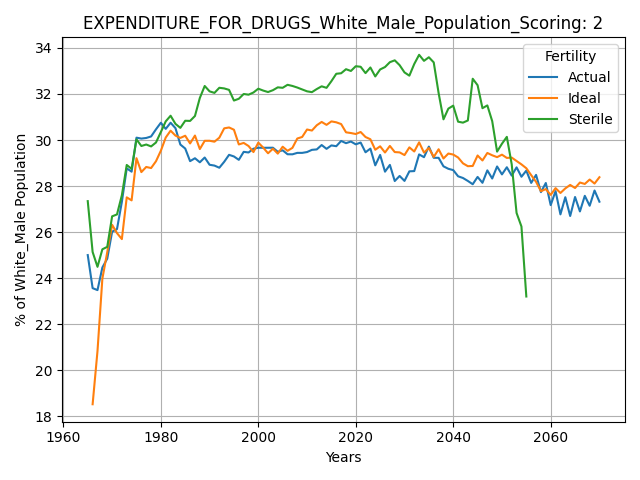 EXPENDITURE_FOR_DRUGS_White_Male_Population_Scoring: 2
34
32
30
28
26
24
22
20
18
% of White_Male Population
1960
1980
2000
2020
2040
2060
Years
Fertility
Actual
Ideal
Sterile